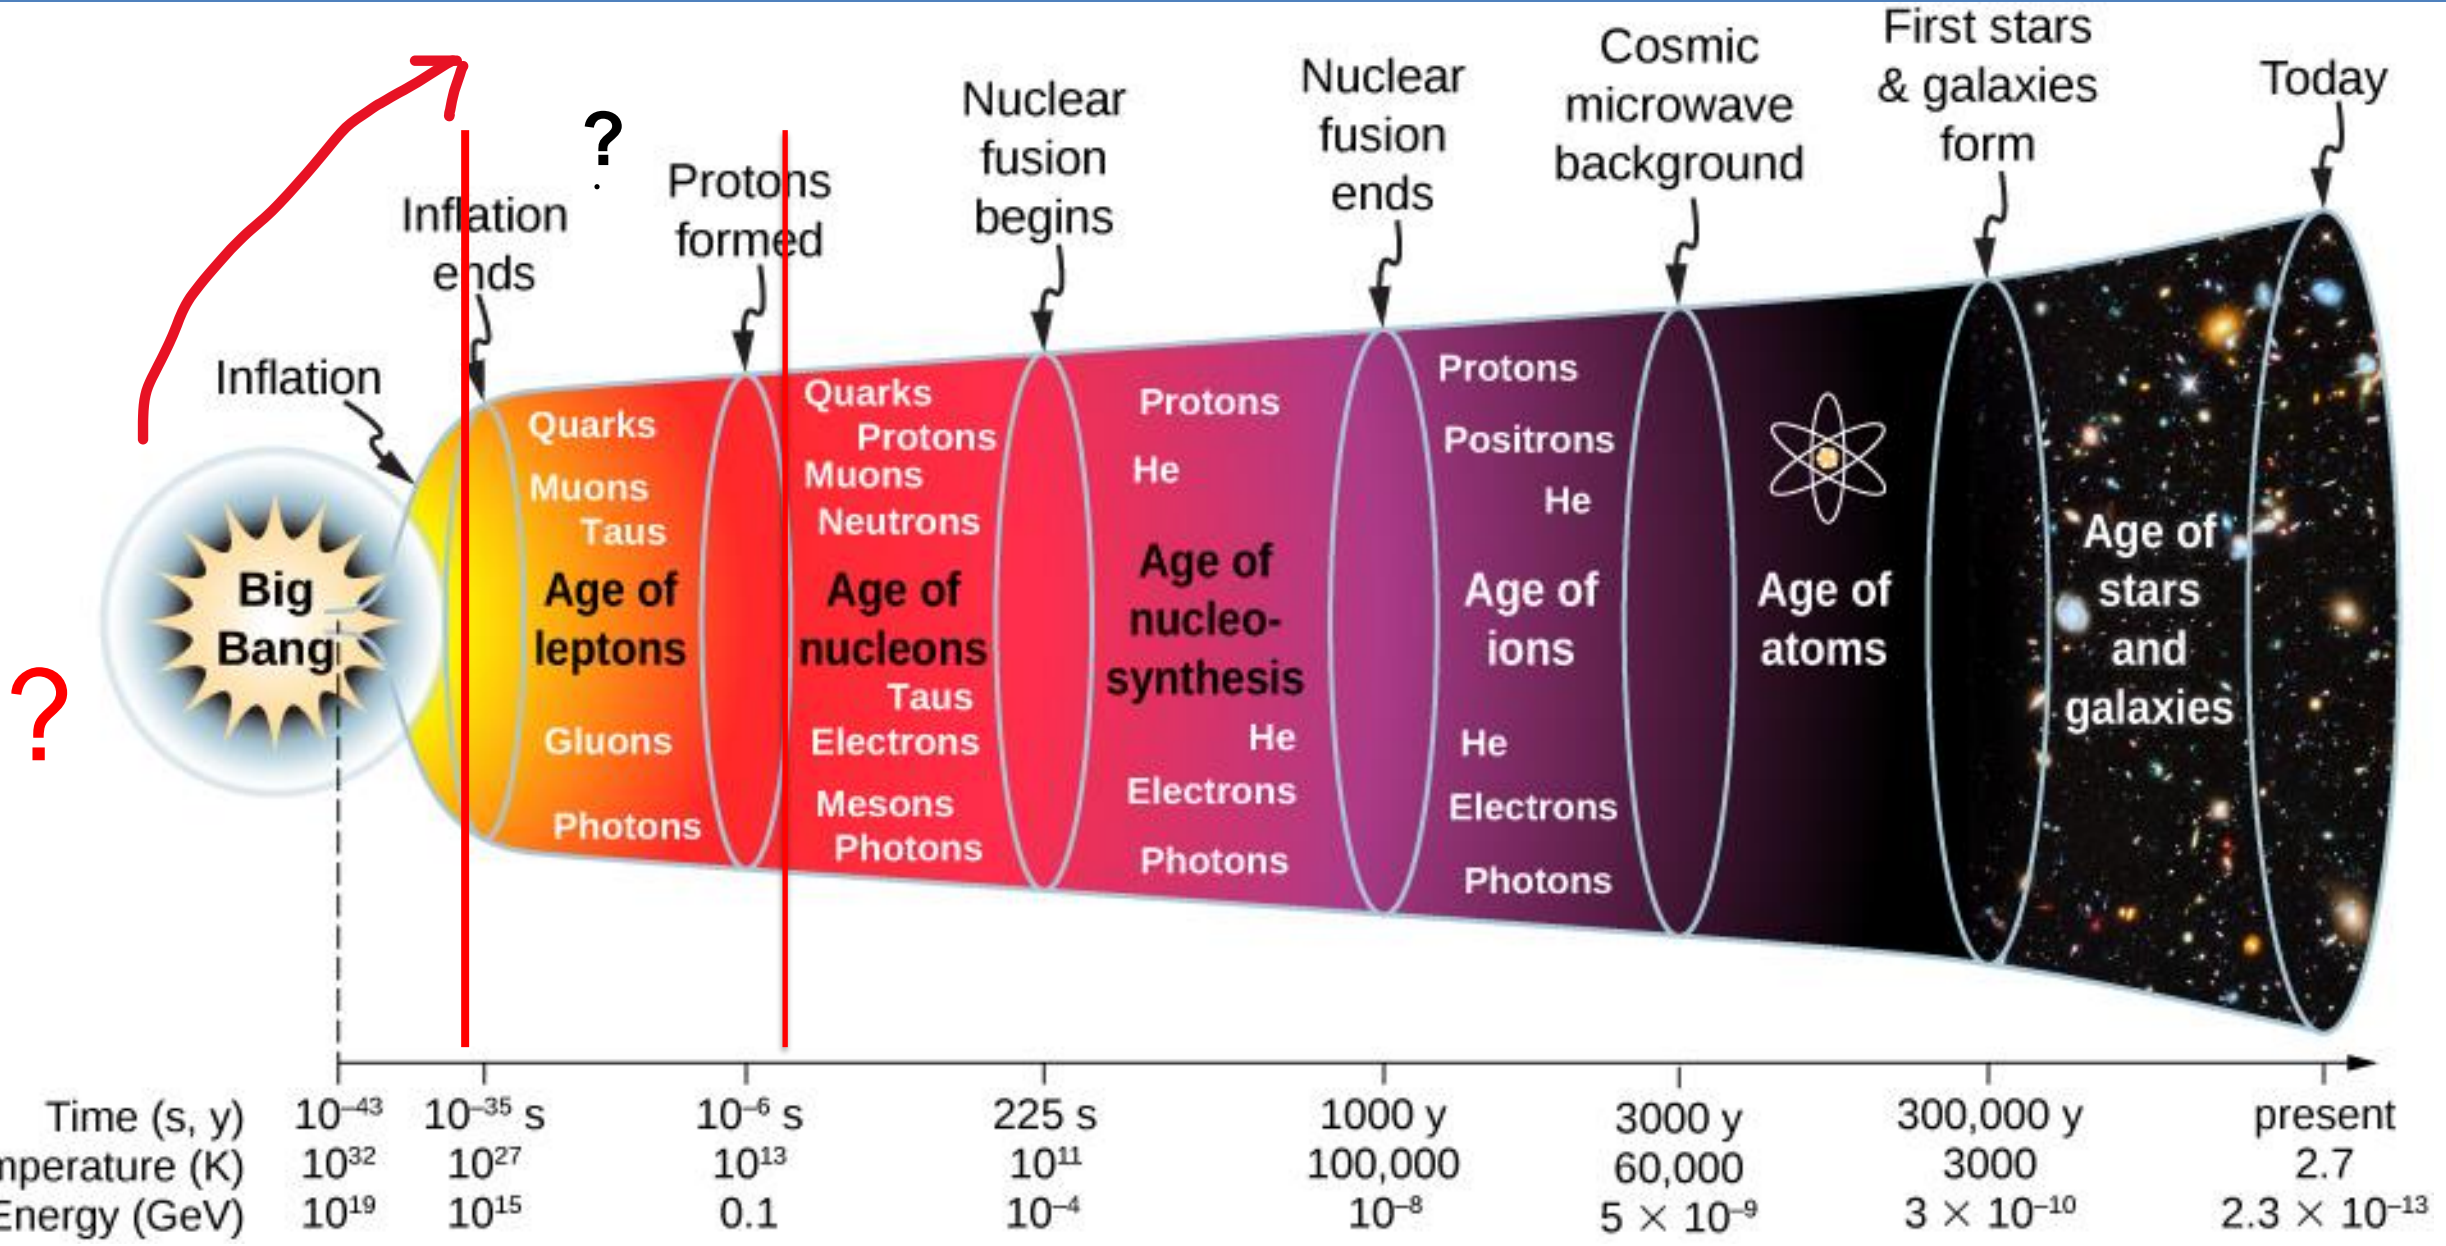 ?
?
Inflation
Inflation
ends
Protons
formed
Nuclear
fusion
begins
Nuclear
fusion
ends
Cosmic
microwave
background
First stars
& galaxies
form
Today
Big
Bang
Quarks
Muons
Taus
Age of
leptons
Gluons
Photons
Quarks
Protons
Muons
Neutrons
Age of
nucleons
Taus
Electrons
Mesons
Photons
Protons
He
Age of
nucleo-
synthesis
He
Electrons
Photons
Protons
Positrons
He
Age of
ions
He
Electrons
Photons
Age of
atoms
Age of
stars
and
galaxies
Time (s, y) 10⁻⁴³ 10⁻³⁵ s 10⁻⁶ s 225 s 1000 y 3000 y 300,000 y present
mperature (K) 10³² 10²⁷ 10¹³ 10¹¹ 100,000 60,000 3000 2.7
Energy (GeV) 10¹⁹ 10¹⁵ 0.1 10⁻⁴ 10⁻⁸ 5 × 10⁻⁹ 3 × 10⁻¹⁰ 2.3 × 10⁻¹³